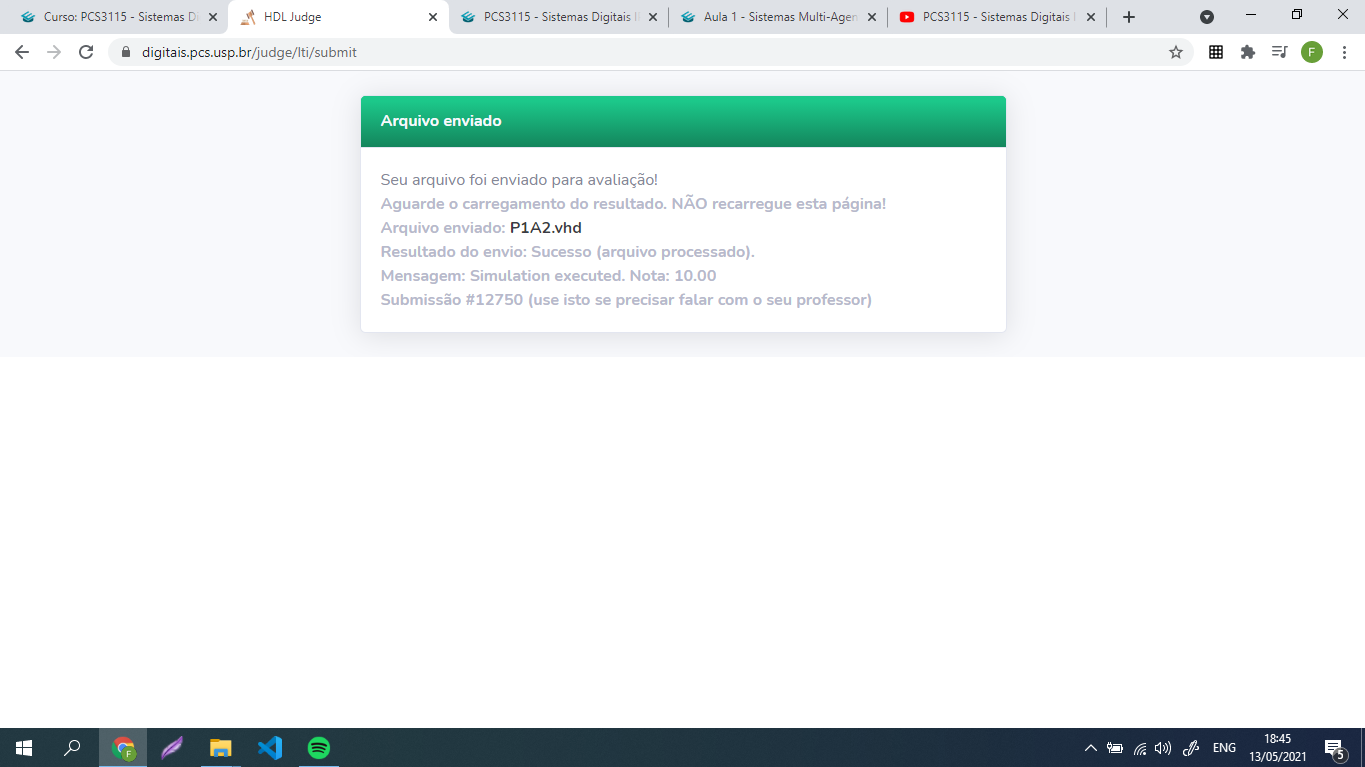 Curso: PCS3115 - Sistemas Di
HDL Judge
PCS3115 - Sistemas Digitais I
Aula 1 - Sistemas Multi-Agen
PCS3115 - Sistemas Digitais I
digitais.pcs.usp.br/judge/lti/submit
F
Arquivo enviado
Seu arquivo foi enviado para avaliação!
Aguarde o carregamento do resultado. NÃO recarregue esta página!
Arquivo enviado: P1A2.vhd
Resultado do envio: Sucesso (arquivo processado).
Mensagem: Simulation executed. Nota: 10.00
Submissão #12750 (use isto se precisar falar com o seu professor)
F
ENG
18:45
13/05/2021
5